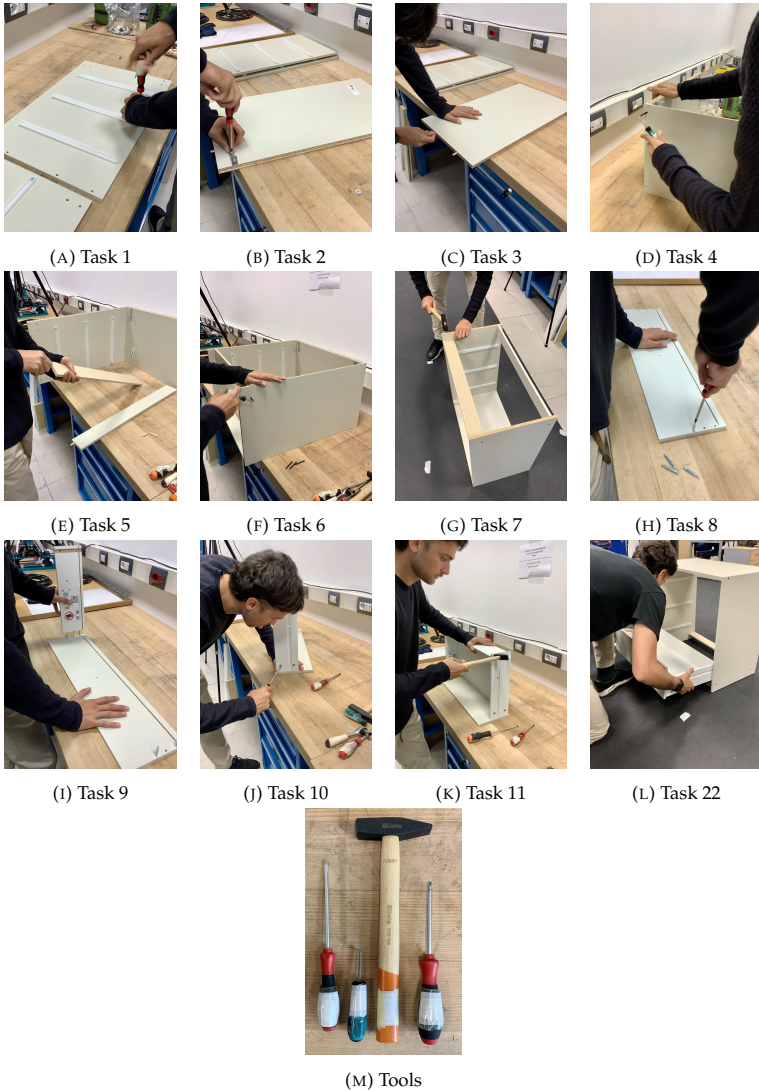 (A) Task 1
(B) Task 2
(C) Task 3
(D) Task 4
(E) Task 5
(F) Task 6
(G) Task 7
(H) Task 8
(I) Task 9
(J) Task 10
(K) Task 11
(L) Task 22
(M) Tools